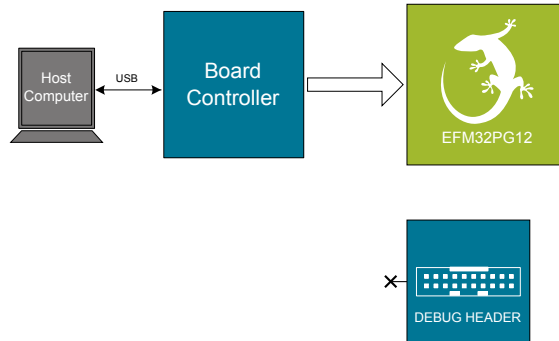 Host
Computer
USB
Board
Controller
EFM32PG12
DEBUG HEADER